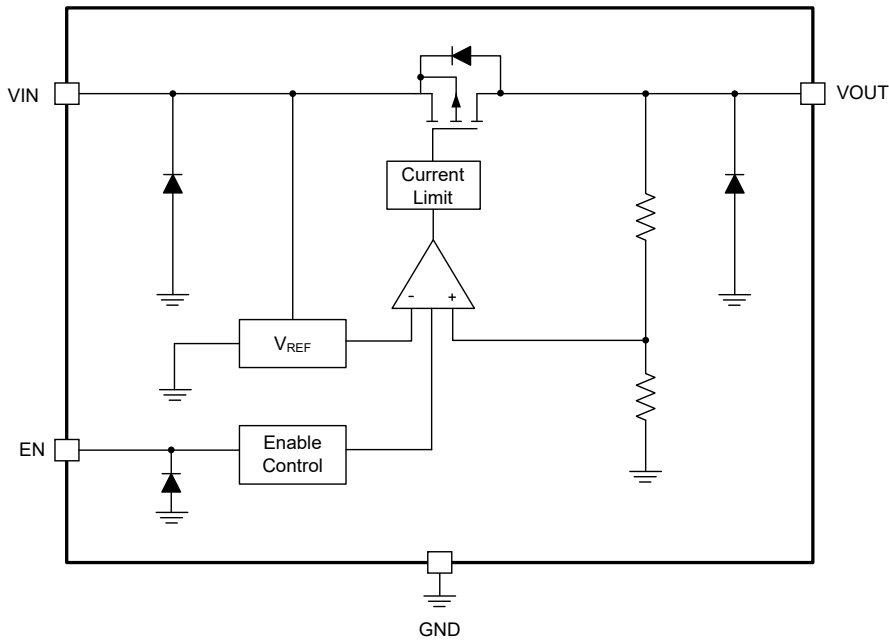 VIN
VOUT
Current
Limit
-
+
VREF
EN
Enable
Control
GND